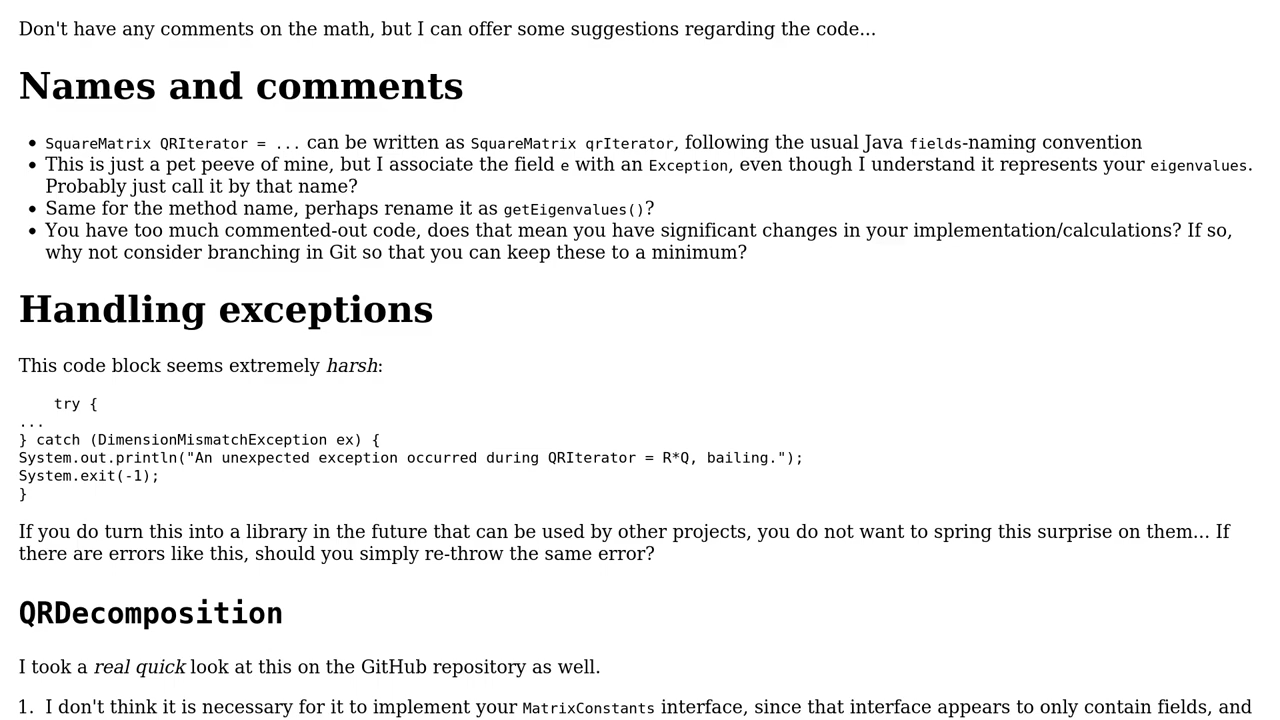 Don't have any comments on the math, but I can offer some suggestions regarding the code...
Names and comments
• SquareMatrix QRIterator = ... can be written as SquareMatrix qrIterator, following the usual Java fields-naming convention
• This is just a pet peeve of mine, but I associate the field e with an Exception, even though I understand it represents your eigenvalues.
Probably just call it by that name?
• Same for the method name, perhaps rename it as getEigenvalues()?
• You have too much commented-out code, does that mean you have significant changes in your implementation/calculations? If so,
why not consider branching in Git so that you can keep these to a minimum?
Handling exceptions
This code block seems extremely harsh:
try {
...
} catch (DimensionMismatchException ex) {
System.out.println("An unexpected exception occurred during QRIterator = R*Q, bailing.");
System.exit(-1);
}
If you do turn this into a library in the future that can be used by other projects, you do not want to spring this surprise on them... If
there are errors like this, should you simply re-throw the same error?
QRDecomposition
I took a real quick look at this on the GitHub repository as well.
1. I don't think it is necessary for it to implement your MatrixConstants interface, since that interface appears to only contain fields, and